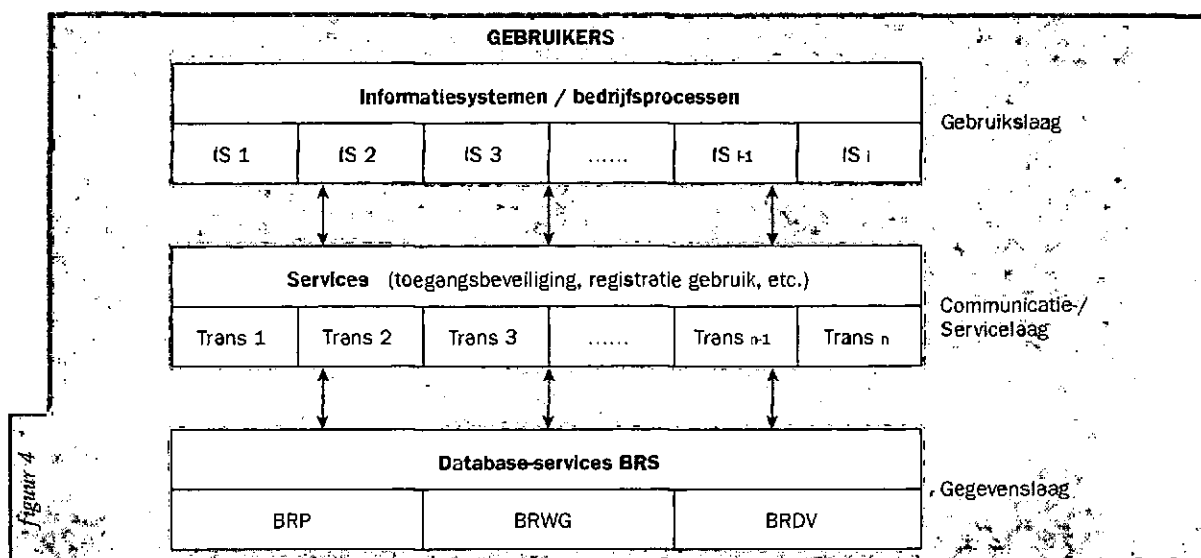 GEBRUIKERS
Informatiesystemen / bedrijfsprocessen
Gebruikslaag
IS 1 IS 2 IS 3 ...... IS i-1 IS i
Services (toegangsbeveiliging, registratie gebruik, etc.)
Communicatie-/
Servicelaag
Trans 1 Trans 2 Trans 3 ...... Trans n-1 Trans n
Database-services BRS
Gegevenslaag
BRP BRWG BRDV
figuur 4